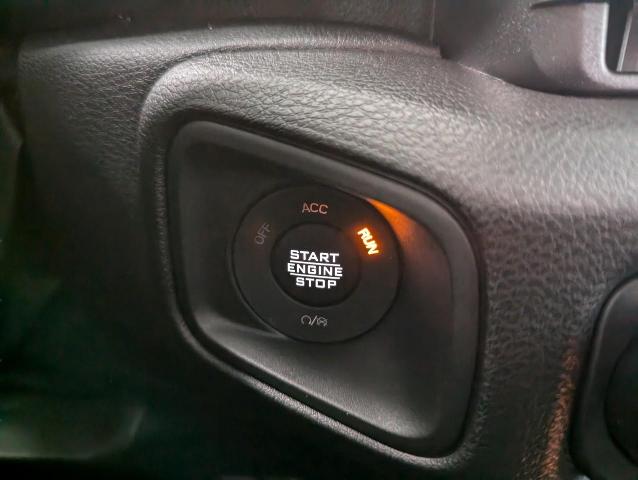 ACC
OFF
RUN
START
ENGINE
STOP